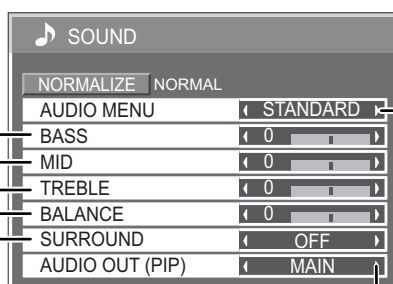 SOUND
NORMALIZE NORMAL
AUDIO MENU STANDARD
BASS 0
MID 0
TREBLE 0
BALANCE 0
SURROUND OFF
AUDIO OUT (PIP) MAIN